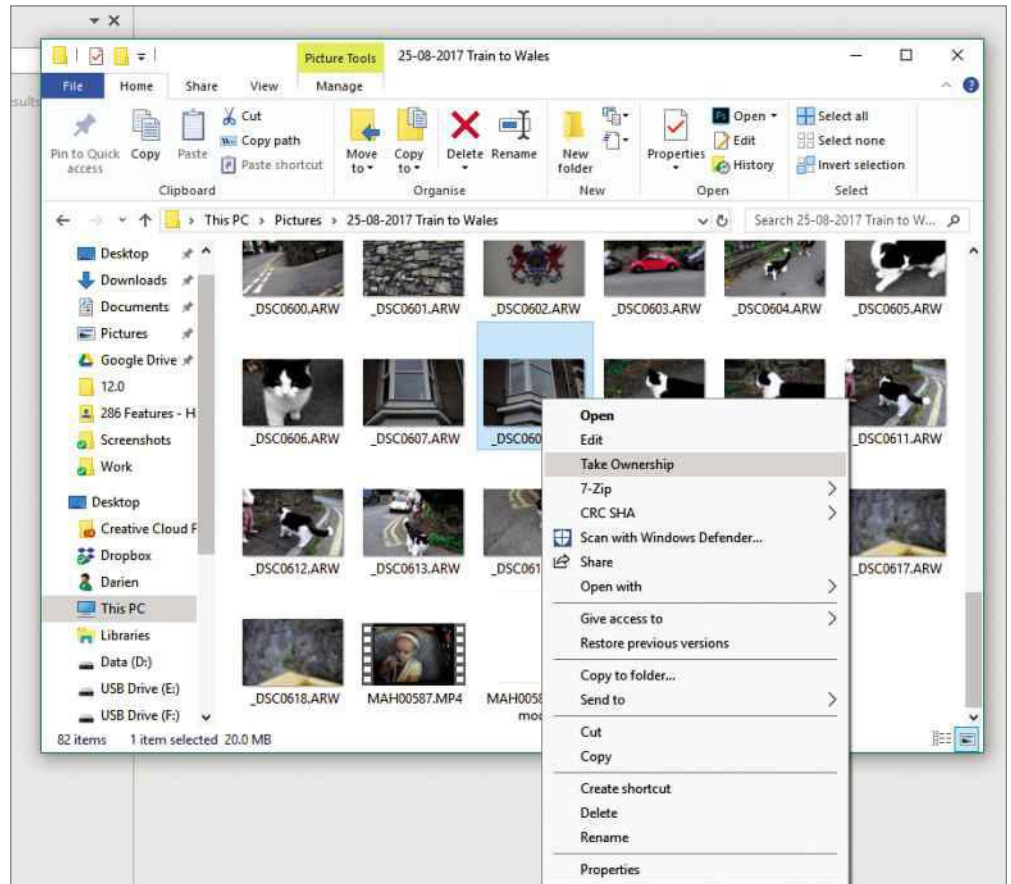 Picture Tools
25-08-2017 Train to Wales
File Home Share View Manage
Pin to Quick access
Copy
Paste
Cut
Copy path
Paste shortcut
Clipboard
Move to
Copy to
Delete
Rename
Organise
New folder
New
Properties
Open
Edit
History
Open
Select all
Select none
Invert selection
Select
This PC > Pictures > 25-08-2017 Train to Wales
Search 25-08-2017 Train to W...
Desktop
Downloads
Documents
Pictures
Google Drive
12.0
286 Features - H
Screenshots
Work
Desktop
Creative Cloud F
Dropbox
Darien
This PC
Libraries
Data (D:)
USB Drive (E:)
USB Drive (F:)
_DSC0600.ARW _DSC0601.ARW _DSC0602.ARW _DSC0603.ARW _DSC0604.ARW _DSC0605.ARW
_DSC0606.ARW _DSC0607.ARW _DSC060 _DSC0611.ARW
_DSC0612.ARW _DSC0613.ARW _DSC061 _DSC0617.ARW
_DSC0618.ARW MAH00587.MP4 MAH0058
Open
Edit
Take Ownership
7-Zip
CRC SHA
Scan with Windows Defender...
Share
Open with
Give access to
Restore previous versions
Copy to folder...
Send to
Cut
Copy
Create shortcut
Delete
Rename
Properties
82 items 1 item selected 20.0 MB